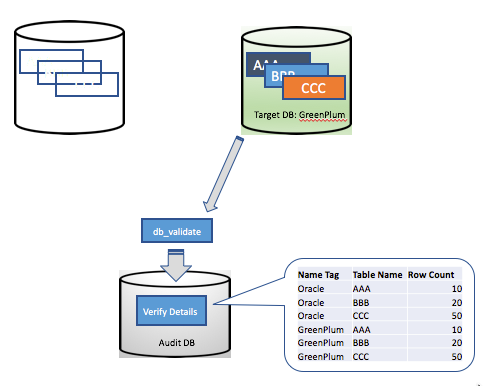 AAA
BBB
CCC
Target DB: GreenPlum
db_validate
Verify Details
Audit DB
Name Tag Table Name Row Count
Oracle AAA 10
Oracle BBB 20
Oracle CCC 50
GreenPlum AAA 10
GreenPlum BBB 20
GreenPlum CCC 50